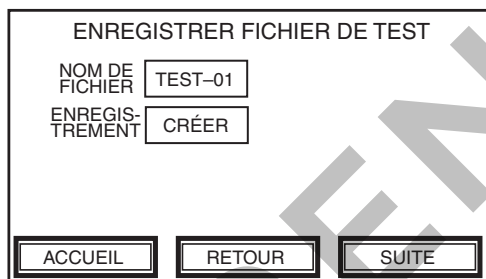 ENREGISTRER FICHIER DE TEST
NOM DE
FICHIER
TEST–01
ENREGIS-
TREMENT
CRÉER
ACCUEIL
RETOUR
SUITE